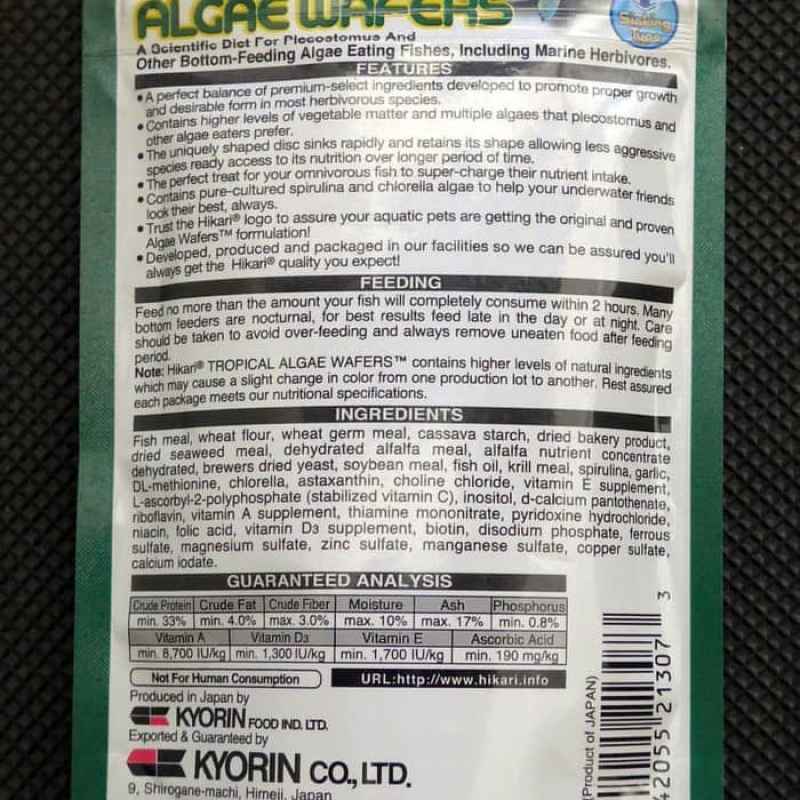 ALGAE WAFERS
Sinking Type
A Scientific Diet For Plecostomus And
Other Bottom-Feeding Algae Eating Fishes, Including Marine Herbivores.
FEATURES
• A perfect balance of premium-select ingredients developed to promote proper growth
and desirable form in most herbivorous species.
• Contains higher levels of vegetable matter and multiple algaes that plecostomus and
other algae eaters prefer.
• The uniquely shaped disc sinks rapidly and retains its shape allowing less aggressive
species ready access to its nutrition over longer period of time.
• The perfect treat for your omnivorous fish to super-charge their nutrient intake.
• Contains pure-cultured spirulina and chlorella algae to help your underwater friends
look their best, always.
• Trust the Hikari® logo to assure your aquatic pets are getting the original and proven
Algae Wafers™ formulation!
• Developed, produced and packaged in our facilities so we can be assured you'll
always get the Hikari® quality you expect!
FEEDING
Feed no more than the amount your fish will completely consume within 2 hours. Many
bottom feeders are nocturnal, for best results feed late in the day or at night. Care
should be taken to avoid over-feeding and always remove uneaten food after feeding
period.
Note: Hikari® TROPICAL ALGAE WAFERS™ contains higher levels of natural ingredients
which may cause a slight change in color from one production lot to another. Rest assured
each package meets our nutritional specifications.
INGREDIENTS
Fish meal, wheat flour, wheat germ meal, cassava starch, dried bakery product,
dried seaweed meal, dehydrated alfalfa meal, alfalfa nutrient concentrate
dehydrated, brewers dried yeast, soybean meal, fish oil, krill meal, spirulina, garlic,
DL-methionine, chlorella, astaxanthin, choline chloride, vitamin E supplement,
L-ascorbyl-2-polyphosphate (stabilized vitamin C), inositol, d-calcium pantothenate,
riboflavin, vitamin A supplement, thiamine mononitrate, pyridoxine hydrochloride,
niacin, folic acid, vitamin D3 supplement, biotin, disodium phosphate, ferrous
sulfate, magnesium sulfate, zinc sulfate, manganese sulfate, copper sulfate,
calcium iodate.
GUARANTEED ANALYSIS
Crude Protein Crude Fat Crude Fiber Moisture Ash Phosphorus
min. 33% min. 4.0% max. 3.0% max. 10% max. 17% min. 0.8%
Vitamin A Vitamin D3 Vitamin E Ascorbic Acid
min. 8,700 IU/kg min. 1,300 IU/kg min. 1,700 IU/kg min. 190 mg/kg
Not For Human Consumption URL:http://www.hikari.info
Produced in Japan by
KYORIN FOOD IND. LTD.
Exported & Guaranteed by
KYORIN CO., LTD.
9, Shirogane-machi, Himeji, Japan
(Product of JAPAN)
42055 21307 3